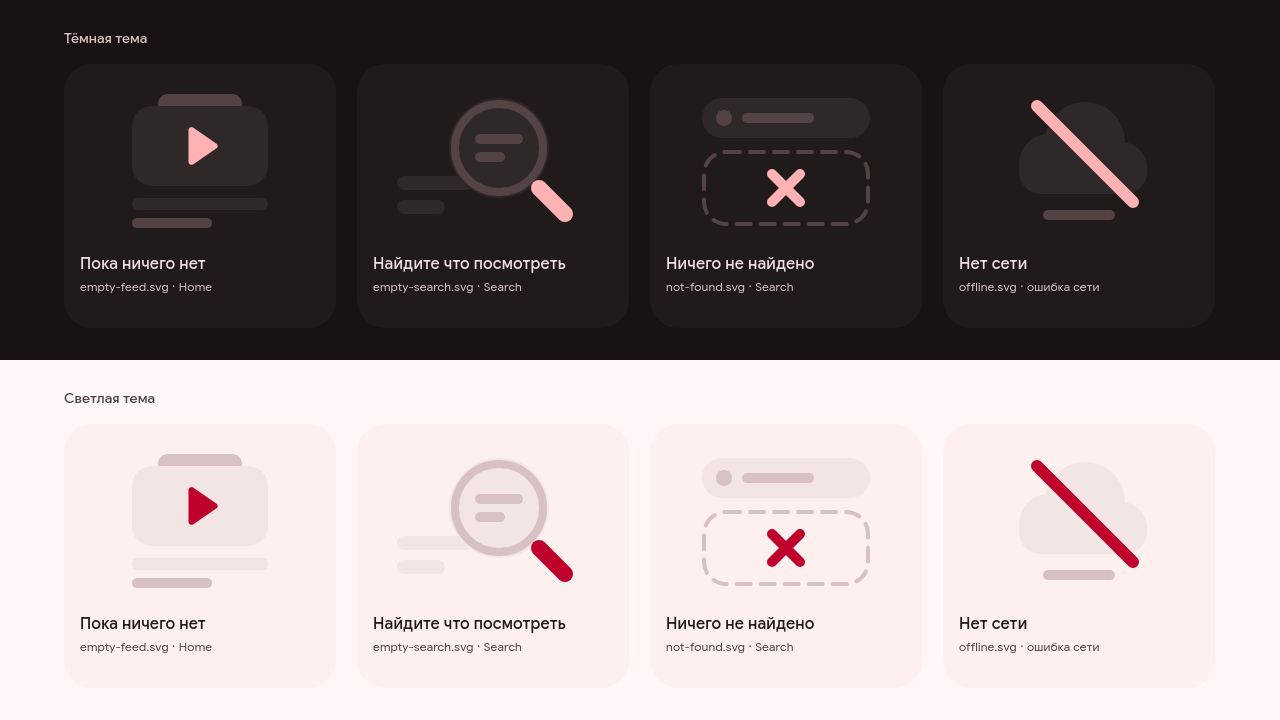 Тёмная тема
Пока ничего нет
empty-feed.svg · Home
Найдите что посмотреть
empty-search.svg · Search
Ничего не найдено
not-found.svg · Search
Нет сети
offline.svg · ошибка сети
Светлая тема
Пока ничего нет
empty-feed.svg · Home
Найдите что посмотреть
empty-search.svg · Search
Ничего не найдено
not-found.svg · Search
Нет сети
offline.svg · ошибка сети